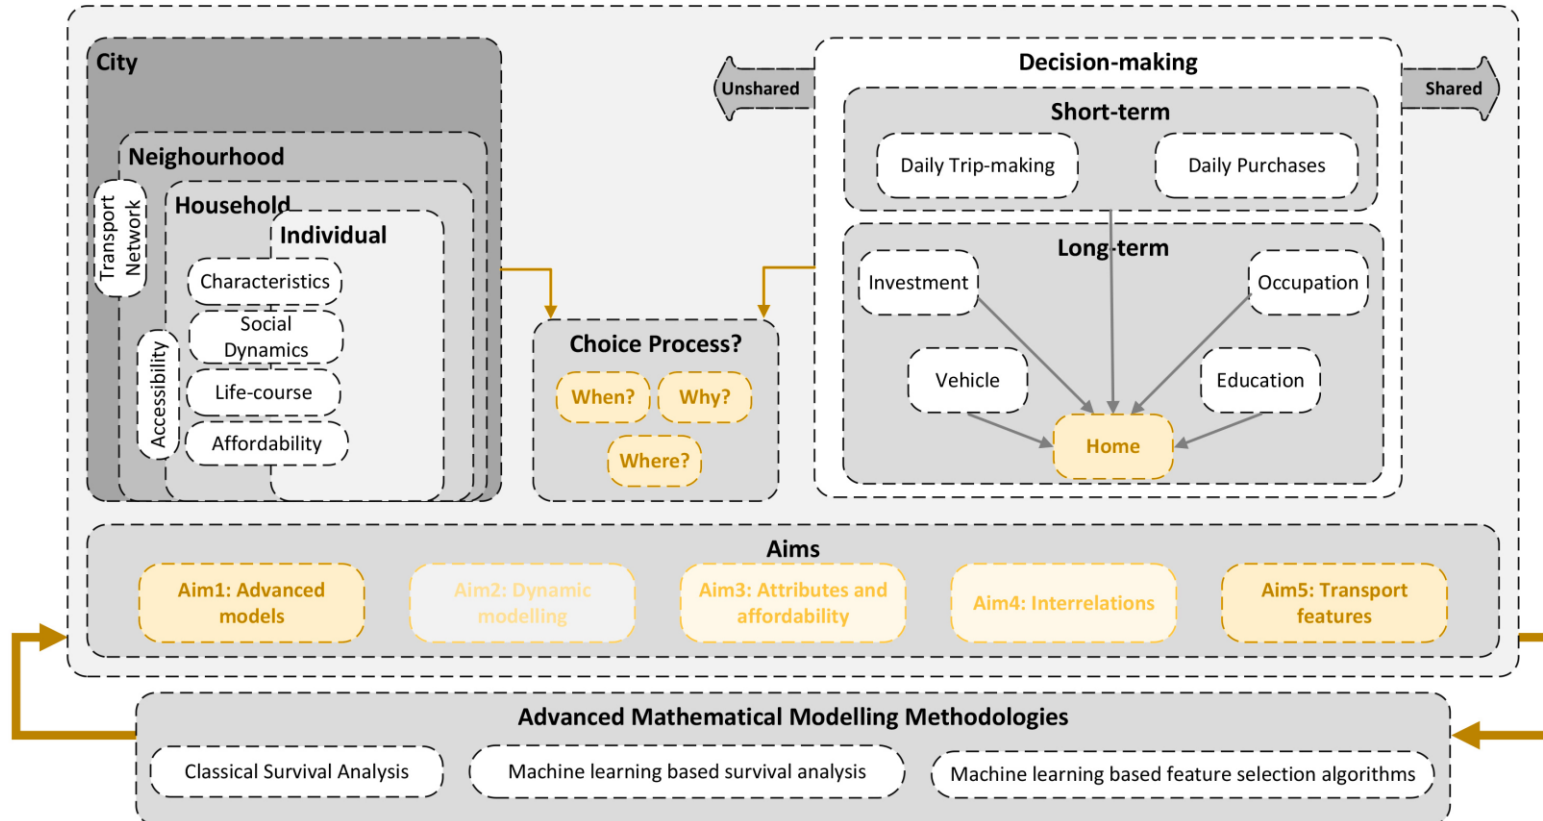 City
Neighourhood
Household
Individual
Transport
Network
Accessibility
Characteristics
Social
Dynamics
Life-course
Affordability
Choice Process?
When?
Why?
Where?
Unshared
Decision-making
Shared
Short-term
Daily Trip-making
Daily Purchases
Long-term
Investment
Occupation
Vehicle
Education
Home
Aims
Aim1: Advanced
models
Aim2: Dynamic
modelling
Aim3: Attributes and
affordability
Aim4: Interrelations
Aim5: Transport
features
Advanced Mathematical Modelling Methodologies
Classical Survival Analysis
Machine learning based survival analysis
Machine learning based feature selection algorithms